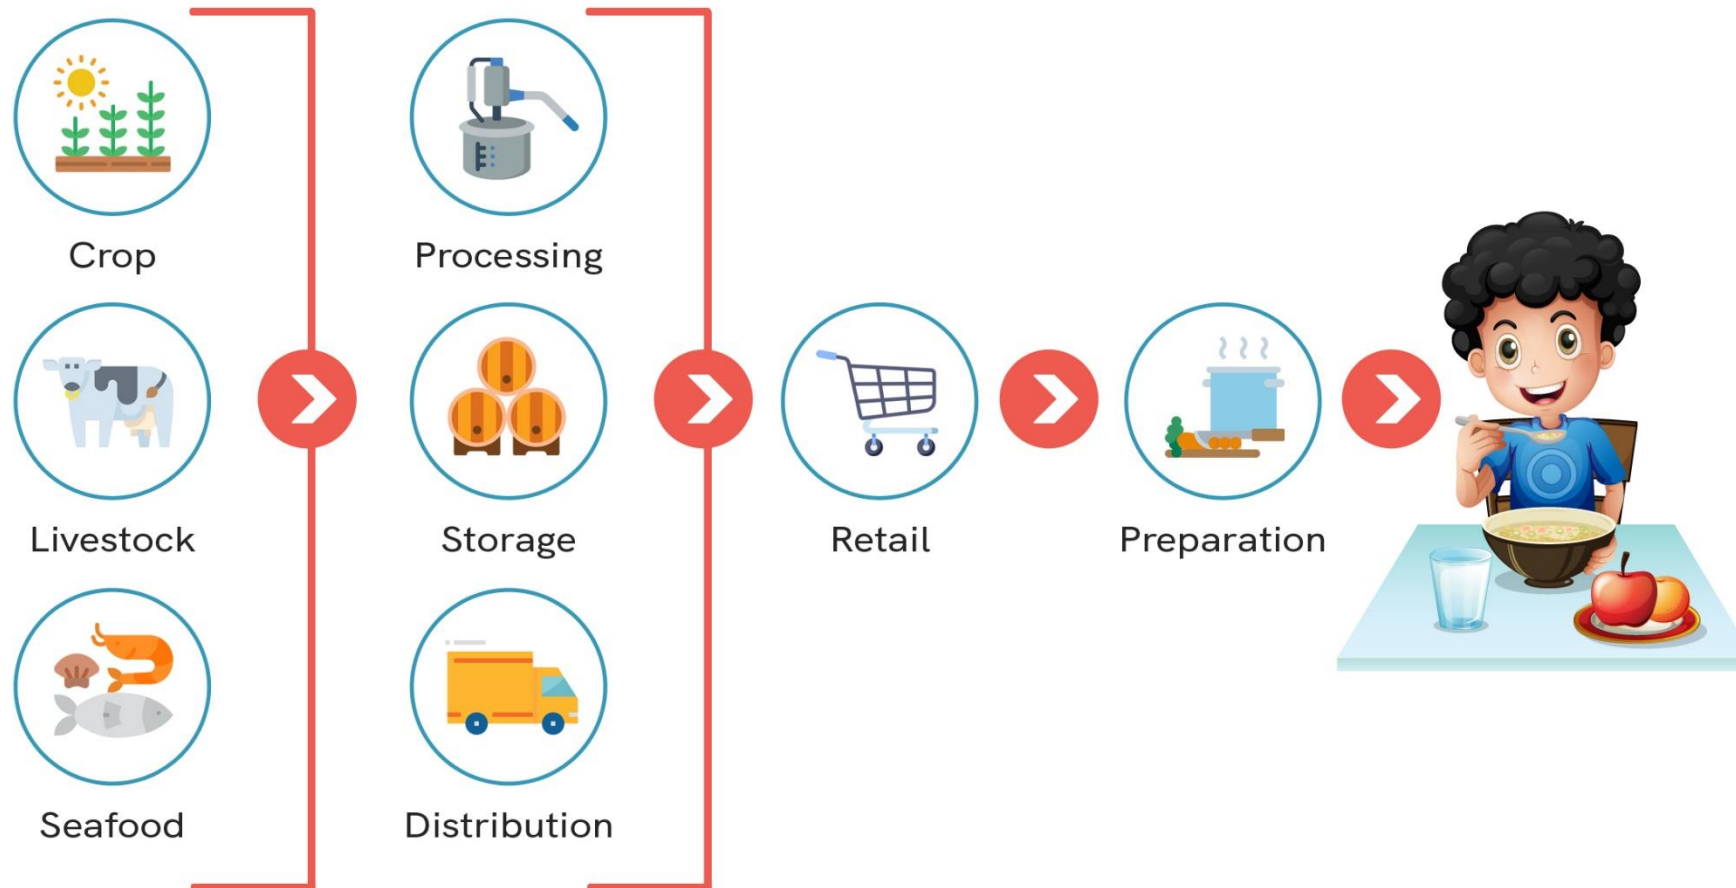 Crop
Livestock
Seafood
Processing
Storage
Distribution
Retail
Preparation